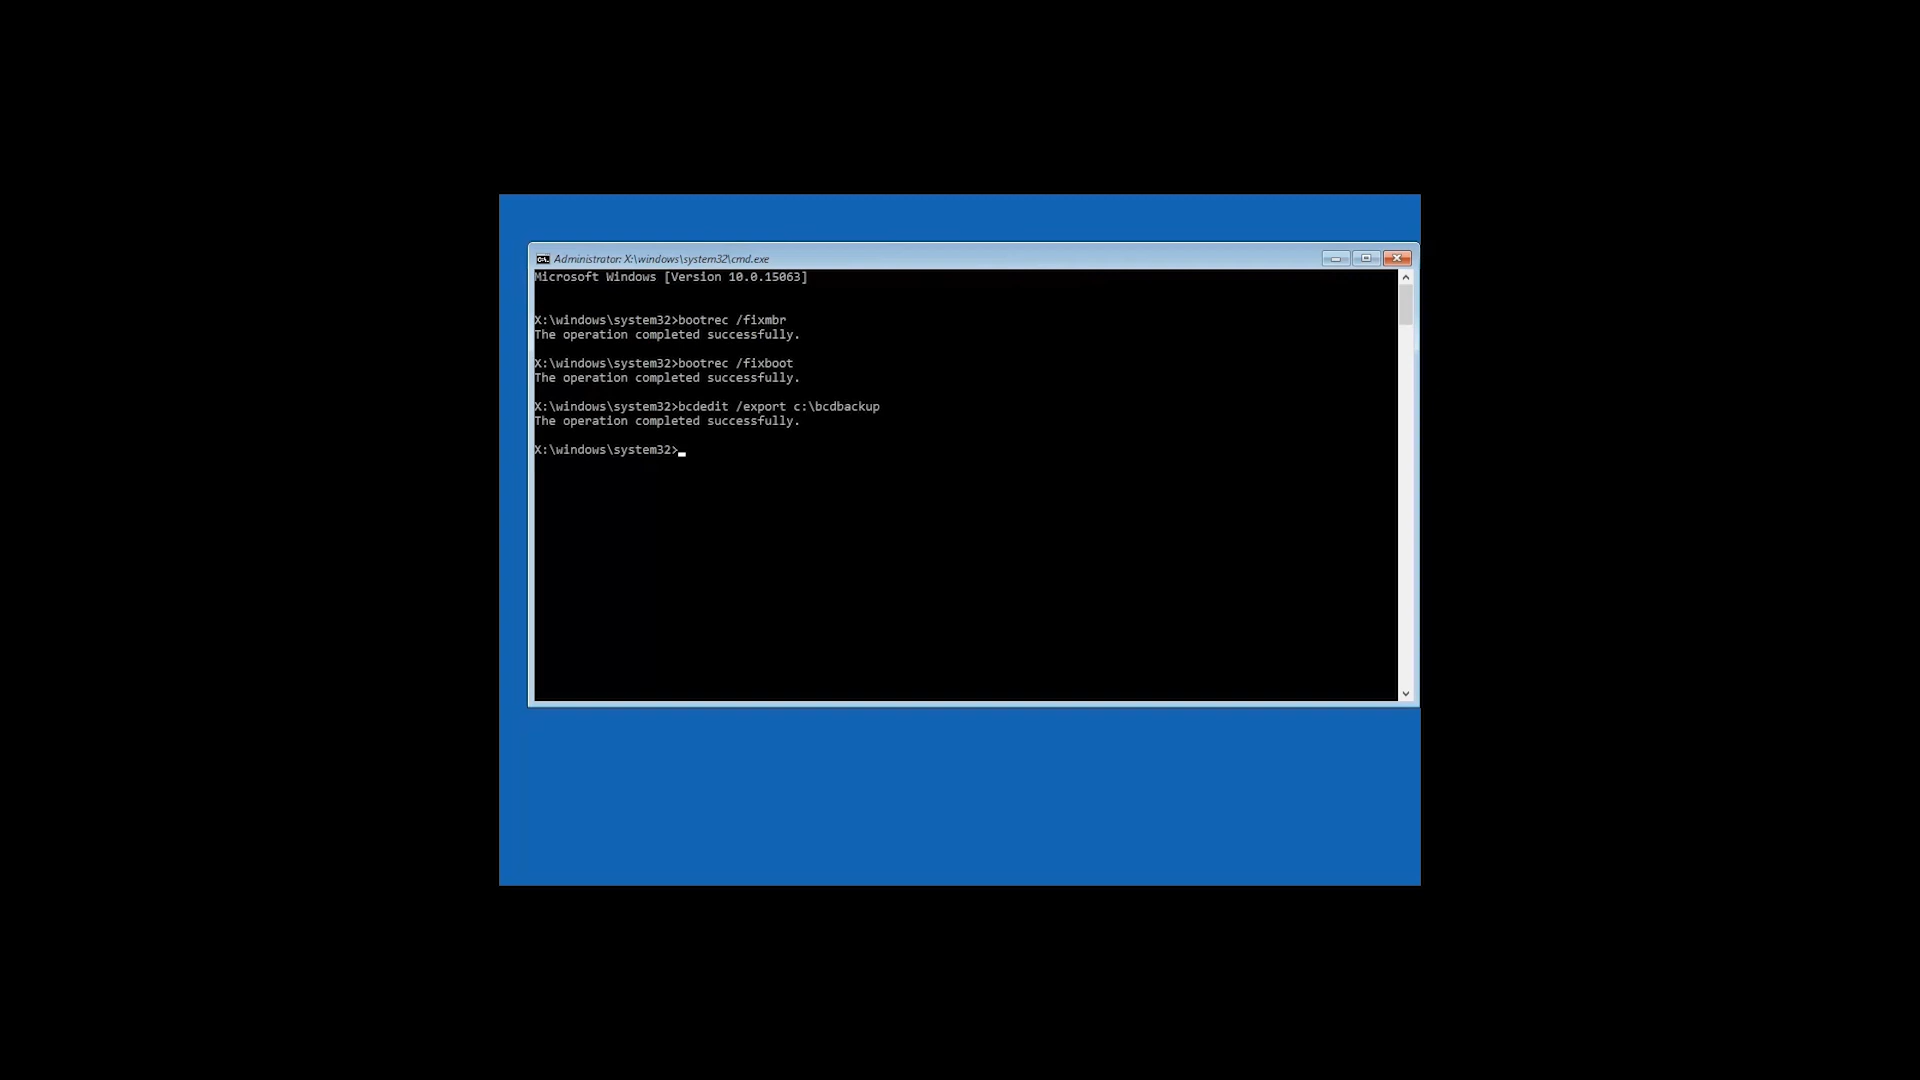 Administrator: X:\windows\system32\cmd.exe
Microsoft Windows [Version 10.0.15063]
X:\windows\system32>bootrec /fixmbr
The operation completed successfully.
X:\windows\system32>bootrec /fixboot
The operation completed successfully.
X:\windows\system32>bcdedit /export c:\bcdbackup
The operation completed successfully.
X:\windows\system32>